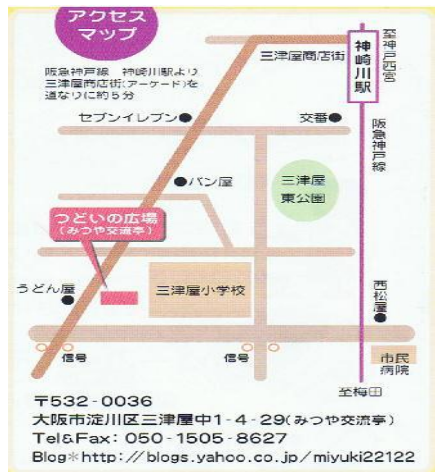 アクセス
マップ
阪急神戸線 神崎川駅より
三津屋商店街(アーケード)を
道なりに約5分
三津屋商店街
神崎川駅
至神戸西宮
阪急神戸線
セブンイレブン●
交番●
●パン屋
三津屋
東公園
つどいの広場
(みつや交流亭)
うどん屋
三津屋小学校
西松屋
信号
信号
市民
病院
至梅田
〒532-0036
大阪市淀川区三津屋中1-4-29(みつや交流亭)
Tel&Fax: 050-1505-8627
Blog*http://blogs.yahoo.co.jp/miyuki22122